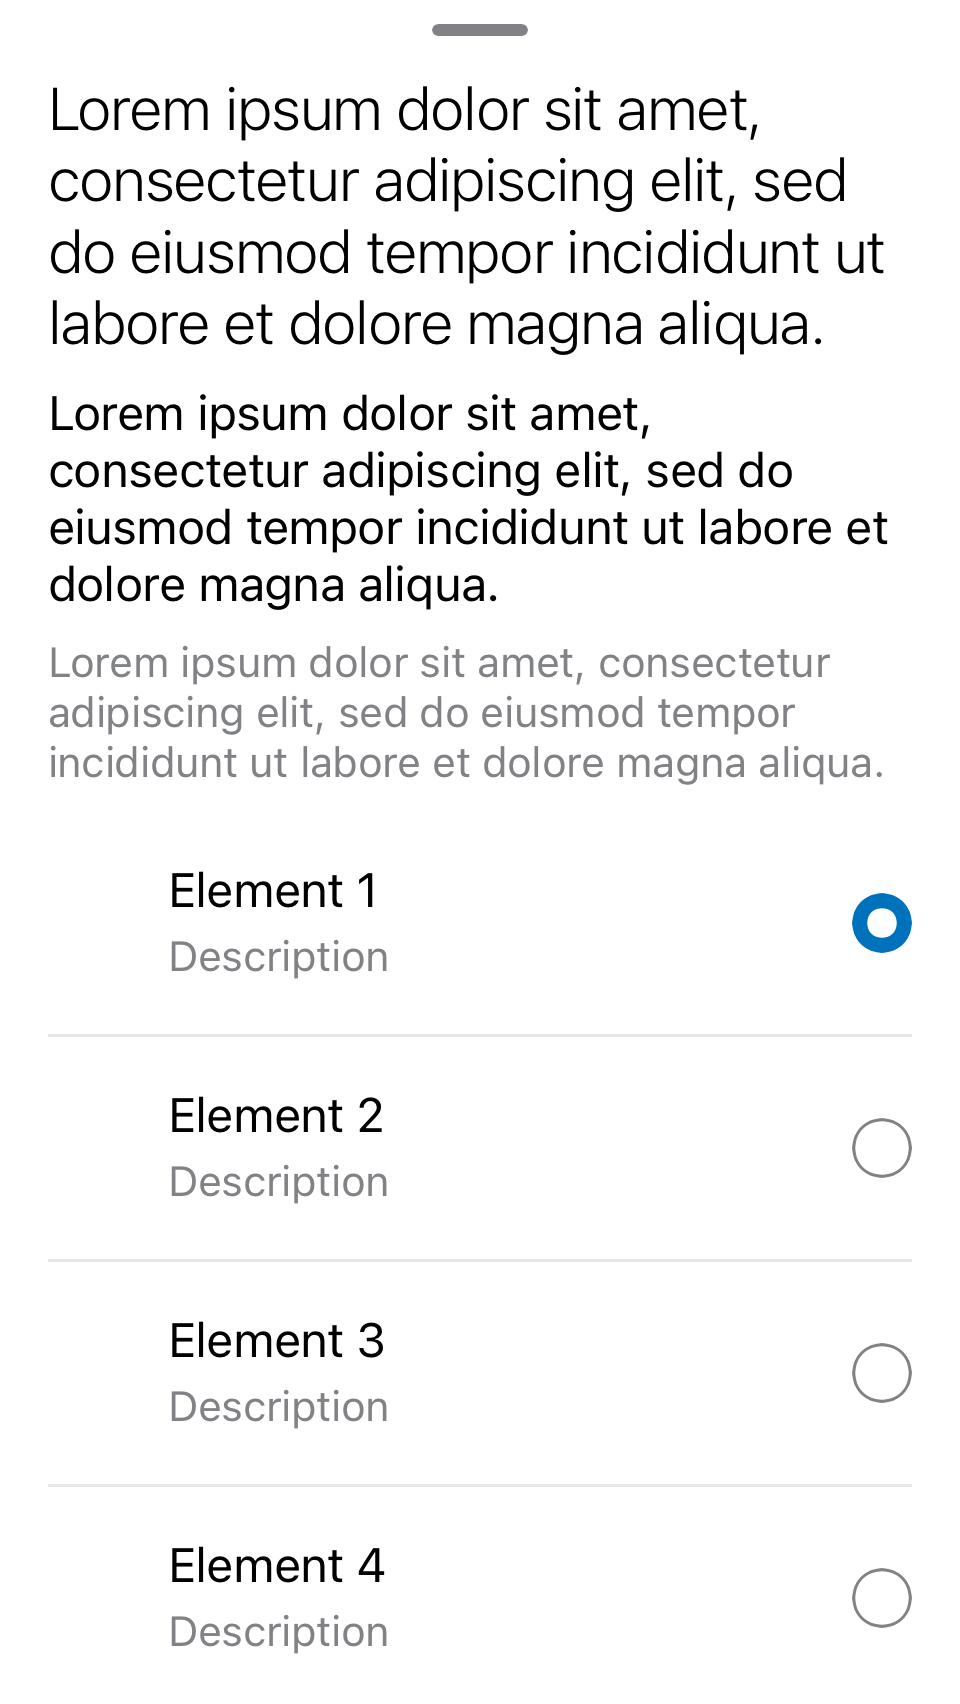 Lorem ipsum dolor sit amet,
consectetur adipiscing elit, sed
do eiusmod tempor incididunt ut
labore et dolore magna aliqua.
Lorem ipsum dolor sit amet,
consectetur adipiscing elit, sed do
eiusmod tempor incididunt ut labore et
dolore magna aliqua.
Lorem ipsum dolor sit amet, consectetur
adipiscing elit, sed do eiusmod tempor
incididunt ut labore et dolore magna aliqua.
Element 1
Description
Element 2
Description
Element 3
Description
Element 4
Description